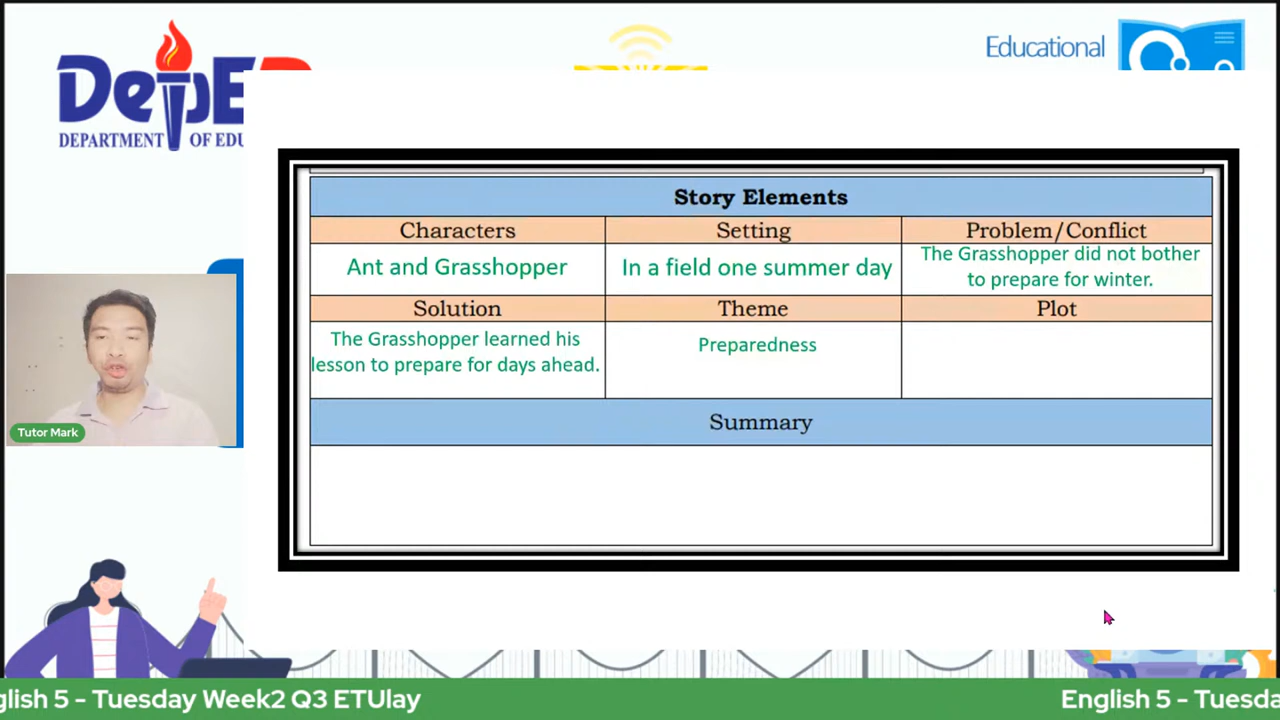 DepE
DEPARTMENT OF EDU
Educational
Story Elements
Characters
Setting
Problem/Conflict
Ant and Grasshopper
In a field one summer day
The Grasshopper did not bother
to prepare for winter.
Solution
Theme
Plot
The Grasshopper learned his
lesson to prepare for days ahead.
Preparedness
Summary
Tutor Mark
glish 5 - Tuesday Week2 Q3 ETUlay
English 5 - Tuesda